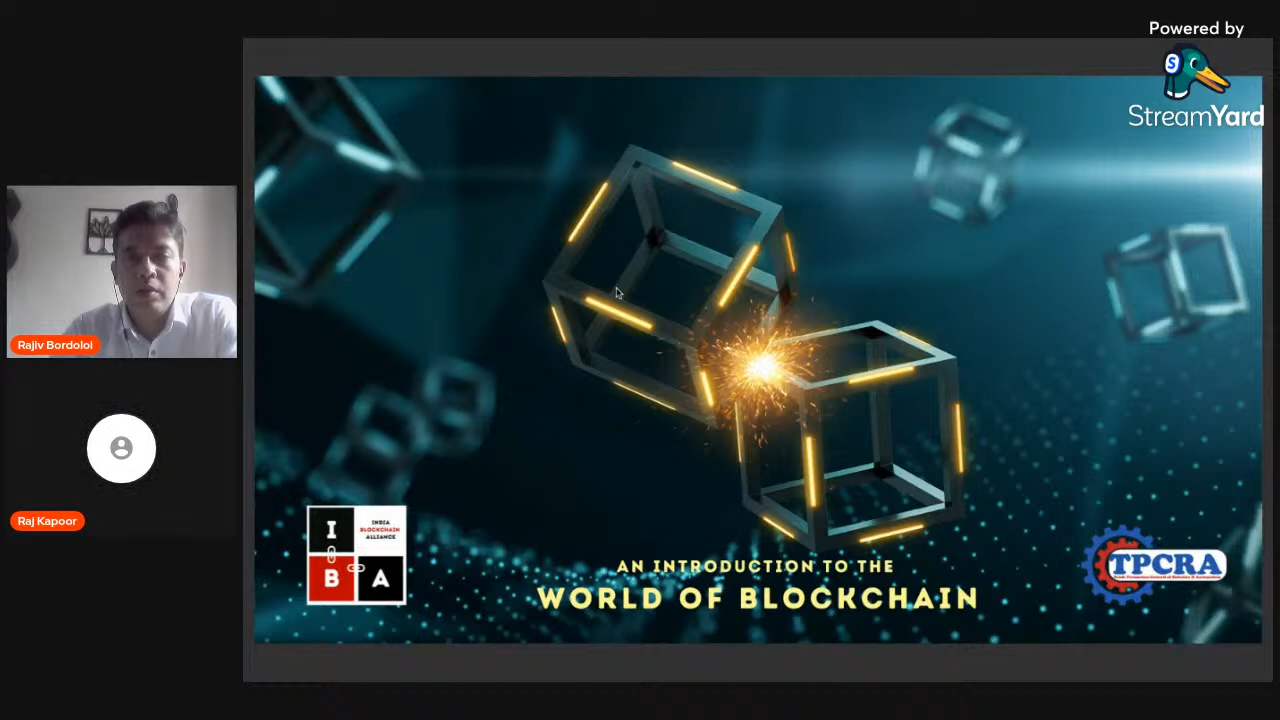 Powered by
S
StreamYard
Rajiv Bordoloi
Raj Kapoor
I
INDIA
BLOCKCHAIN
ALLIANCE
B A
AN INTRODUCTION TO THE
WORLD OF BLOCKCHAIN
TPCRA